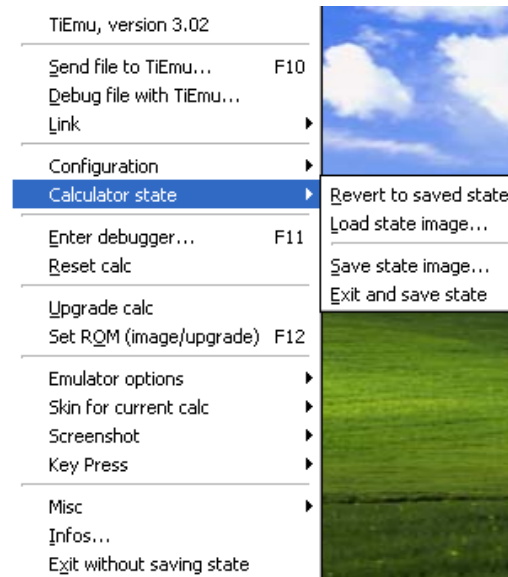 TiEmu, version 3.02
Send file to TiEmu... F10
Debug file with TiEmu...
Link
Configuration
Calculator state
Revert to saved state
Load state image...
Save state image...
Exit and save state
Enter debugger... F11
Reset calc
Upgrade calc
Set ROM (image/upgrade) F12
Emulator options
Skin for current calc
Screenshot
Key Press
Misc
Infos...
Exit without saving state